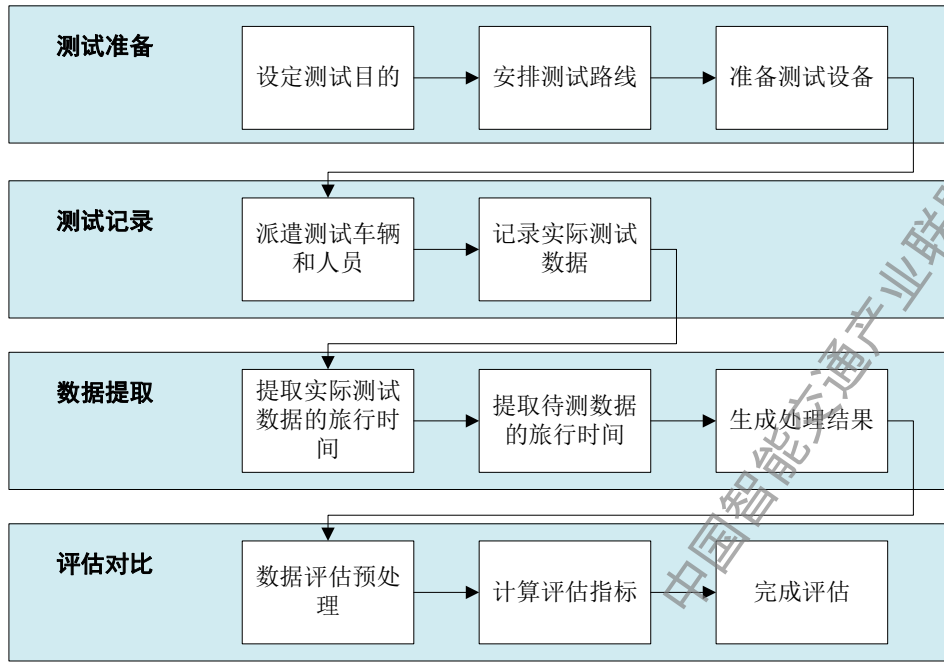 测试准备
设定测试目的
安排测试路线
准备测试设备
测试记录
派遣测试车辆
和人员
记录实际测试
数据
数据提取
提取实际测试
数据的旅行时
间
提取待测数据
的旅行时间
生成处理结果
评估对比
数据评估预处
理
计算评估指标
完成评估
中国智能交通产业联